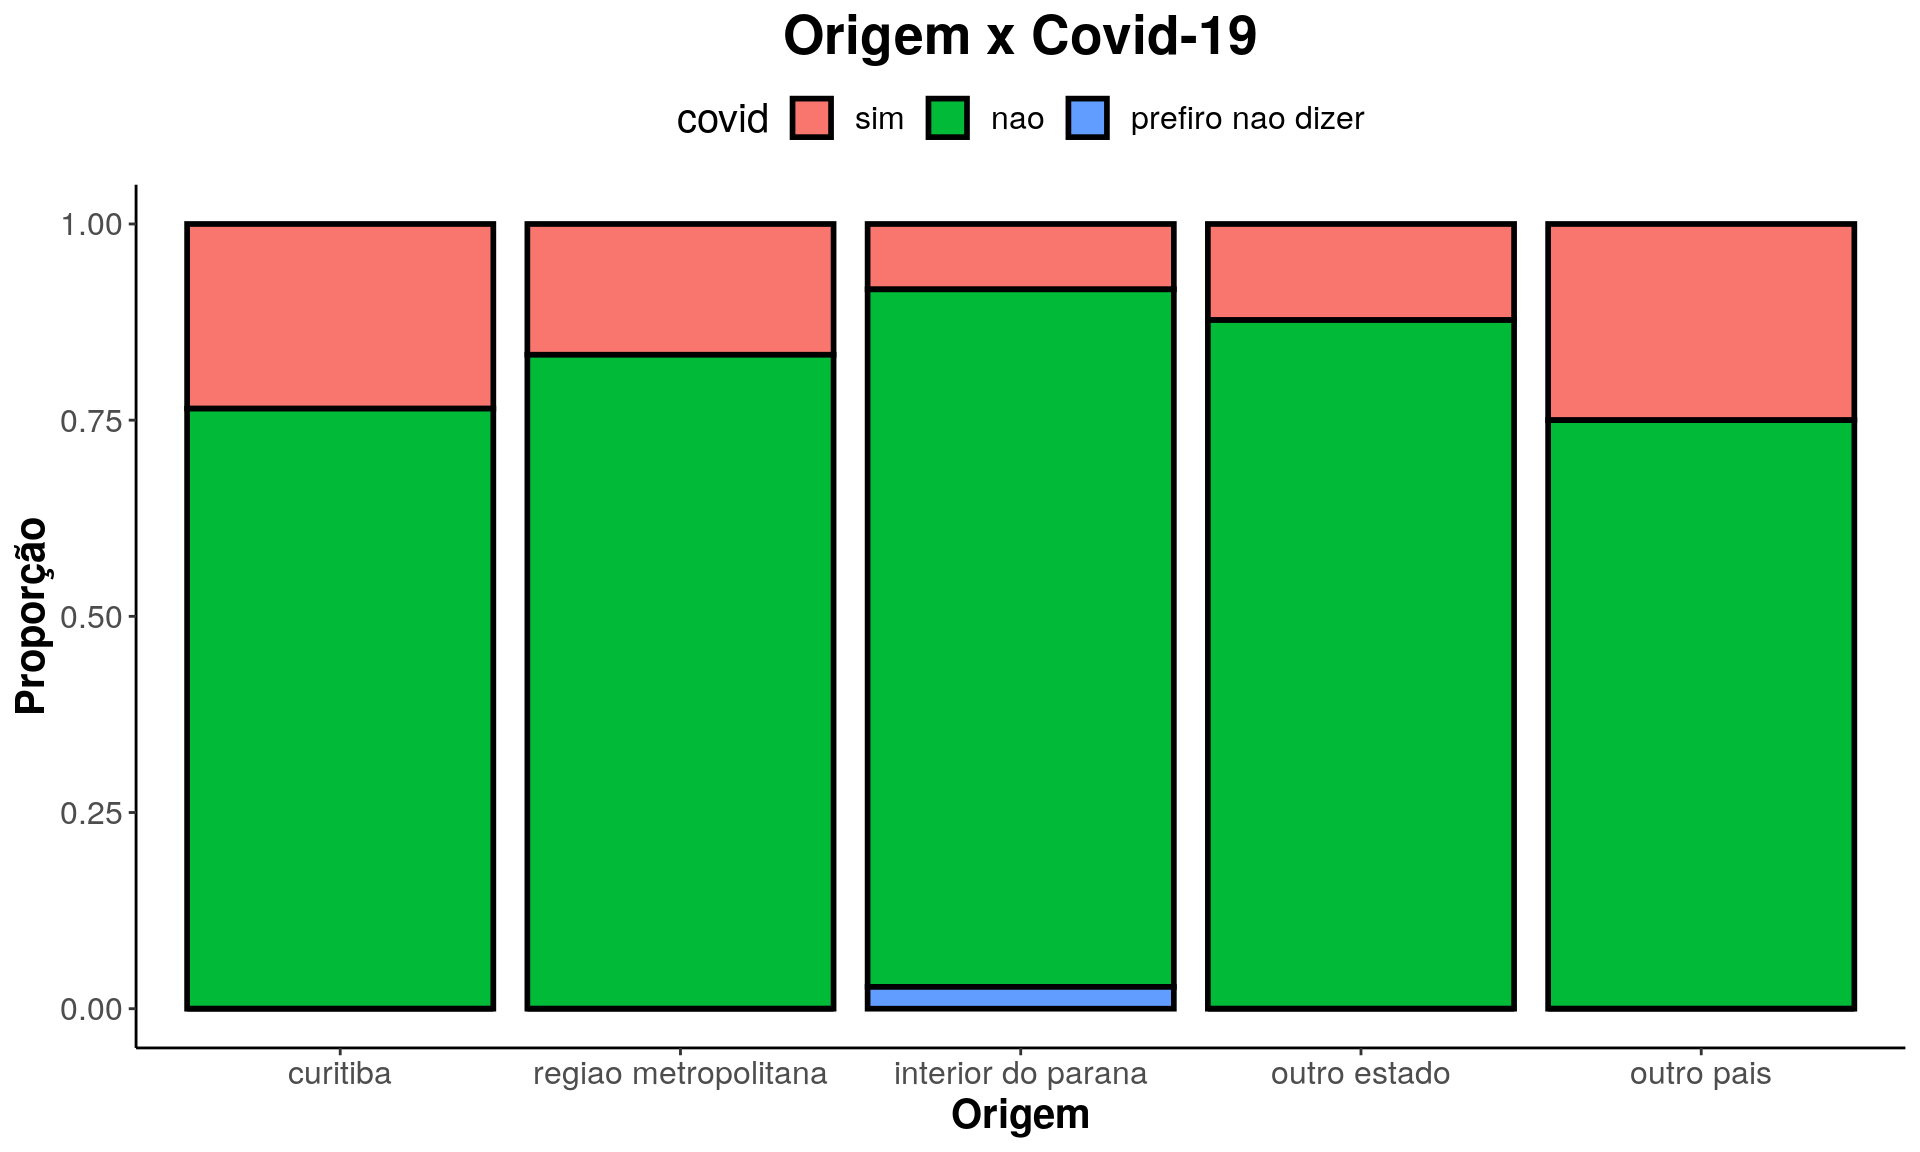 Origem x Covid-19
covid sim nao prefiro nao dizer
1.00
0.75
0.50
0.25
0.00
Proporção
curitiba regiao metropolitana interior do parana outro estado outro pais
Origem